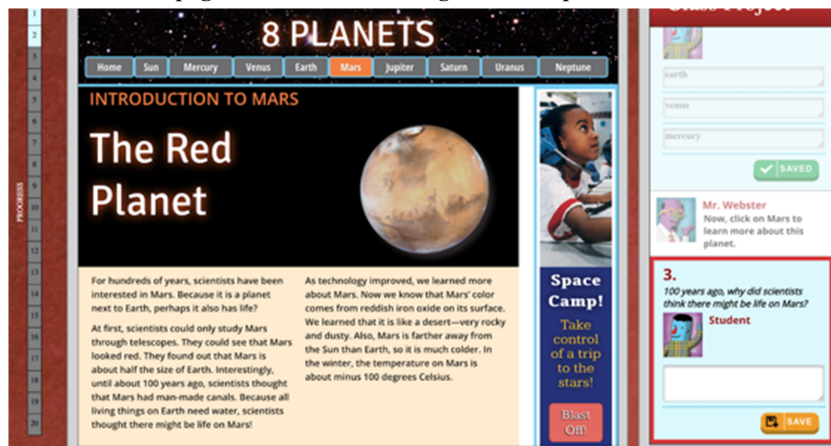 8 PLANETS
Home Sun Mercury Venus Earth Mars Jupiter Saturn Uranus Neptune
INTRODUCTION TO MARS
The Red
Planet
For hundreds of years, scientists have been
interested in Mars. Because it is a planet
next to Earth, perhaps it also has life?
At first, scientists could only study Mars
through telescopes. They could see that Mars
looked red. They found out that Mars is
about half the size of Earth. Interestingly,
until about 100 years ago, scientists thought
that Mars had man-made canals. Because all
living things on Earth need water, scientists
thought there might be life on Mars!
As technology improved, we learned more
about Mars. Now we know that Mars' color
comes from reddish iron oxide on its surface.
We learned that it is like a desert—very rocky
and dusty. Also, Mars is farther away from
the Sun than Earth, so it is much colder. In
the winter, the temperature on Mars is
about minus 100 degrees Celsius.
Space
Camp!
Take
control
of a trip
to the
stars!
Blast
Off!
earth
venus
mercury
SAVED
Mr. Webster
Now, click on Mars to
learn more about this
planet.
3.
100 years ago, why did scientists
think there might be life on Mars?
Student
SAVE
PROGRESS
1
2
3
4
5
6
7
8
9
10
11
12
13
14
15
16
17
18
19
20